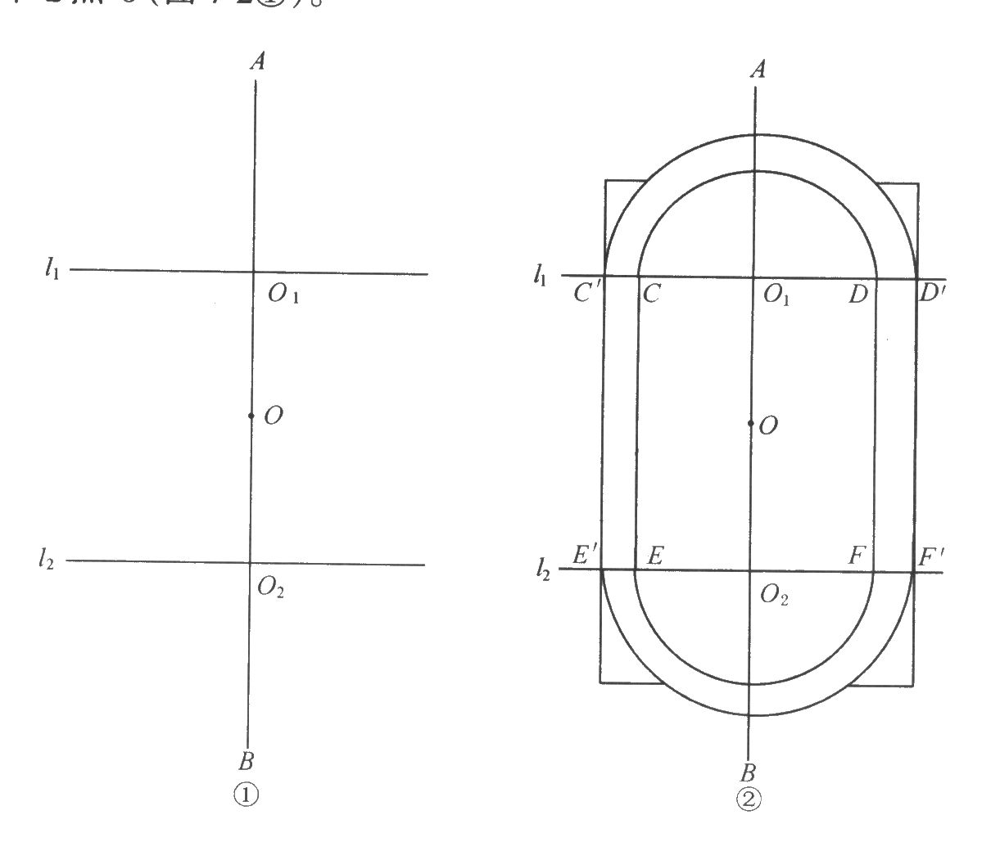 A
A
l₁
O₁
l₁
C′
C
O₁
D
D′
O
O
l₂
O₂
l₂
E′
E
F
F′
O₂
B
B
①
②